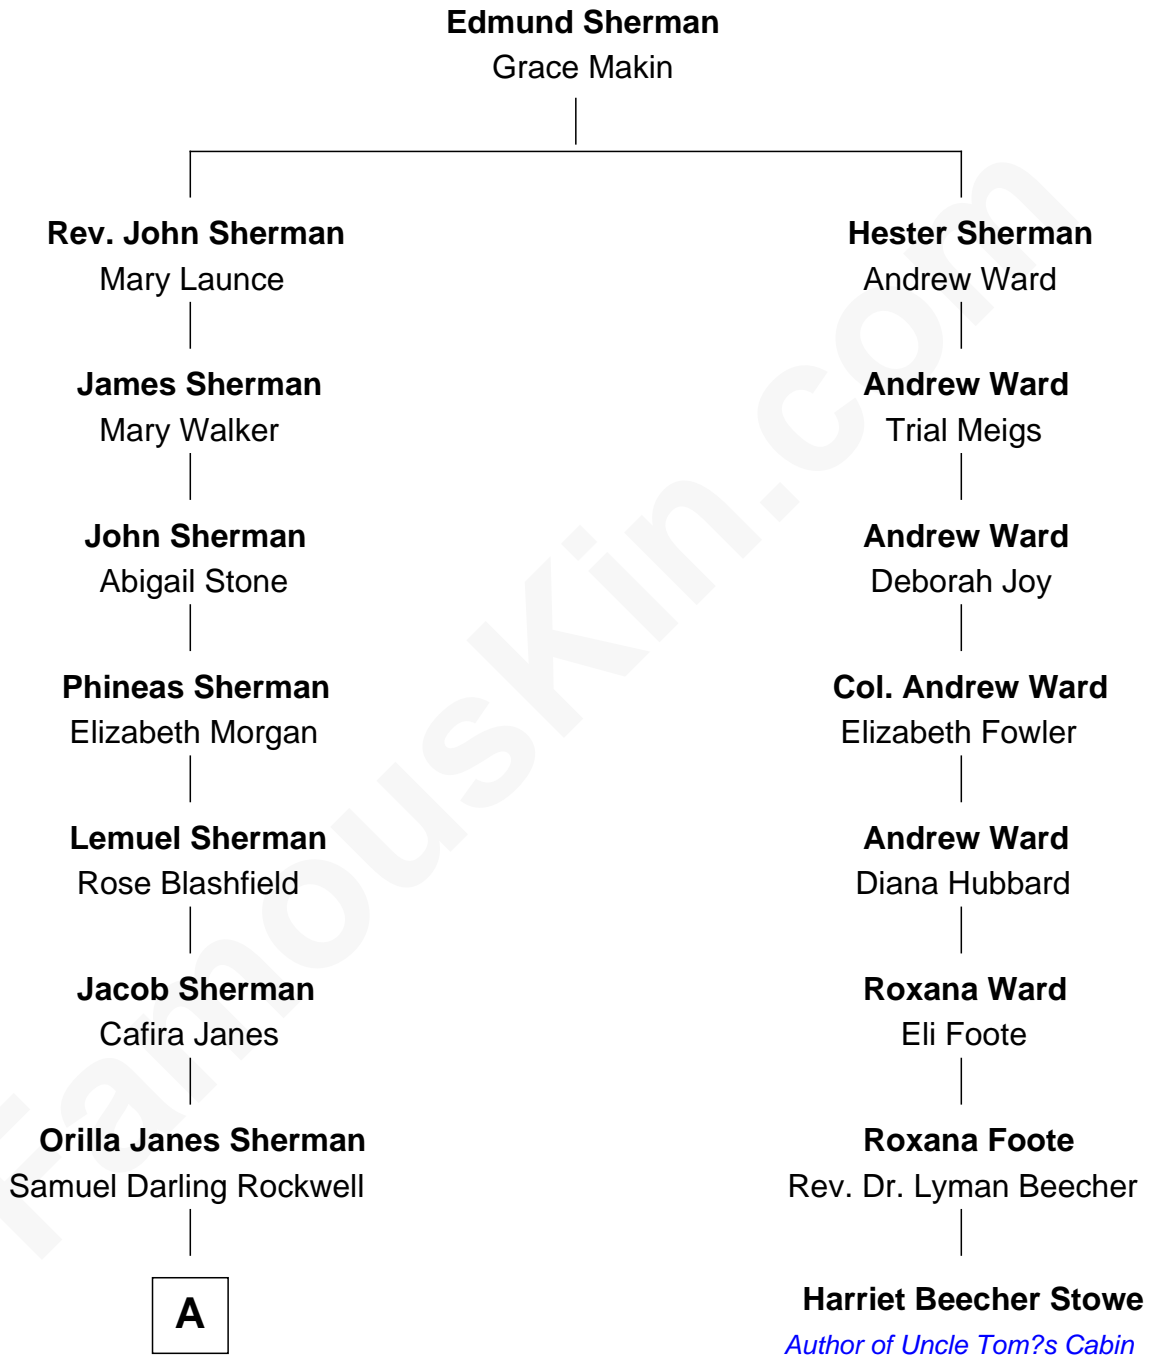 Edmund Sherman
Grace Makin
Rev. John Sherman
Mary Launce
Hester Sherman
Andrew Ward
James Sherman
Mary Walker
Andrew Ward
Trial Meigs
John Sherman
Abigail Stone
Andrew Ward
Deborah Joy
Phineas Sherman
Elizabeth Morgan
Col. Andrew Ward
Elizabeth Fowler
Lemuel Sherman
Rose Blashfield
Andrew Ward
Diana Hubbard
Jacob Sherman
Cafira Janes
Roxana Ward
Eli Foote
Orilla Janes Sherman
Samuel Darling Rockwell
Roxana Foote
Rev. Dr. Lyman Beecher
A
Harriet Beecher Stowe
Author of Uncle Tom?s Cabin
FamousKin.com